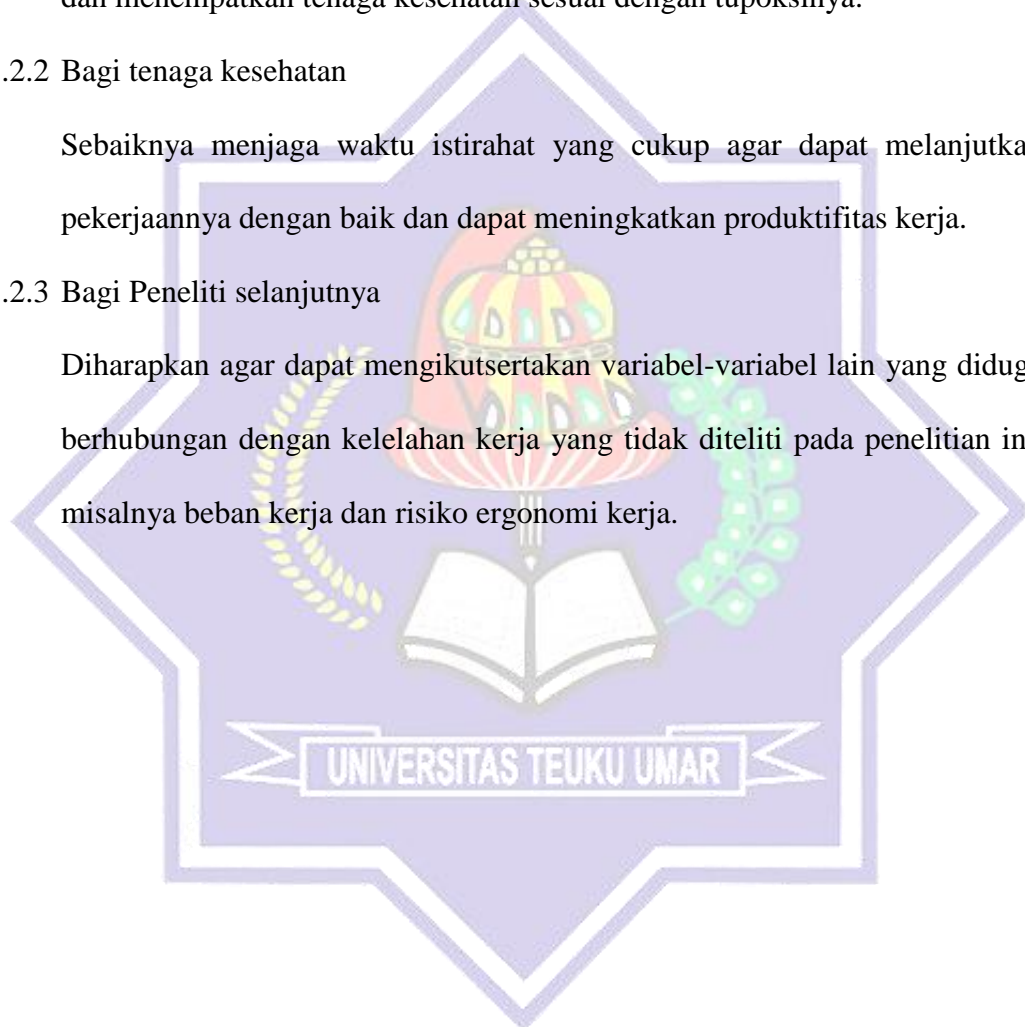 dan menempatkan tenaga kesehatan sesuai dengan tupoksinya.
.2.2 Bagi tenaga kesehatan
Sebaiknya menjaga waktu istirahat yang cukup agar dapat melanjutka
pekerjaannya dengan baik dan dapat meningkatkan produktifitas kerja.
.2.3 Bagi Peneliti selanjutnya
Diharapkan agar dapat mengikutsertakan variabel-variabel lain yang didug
berhubungan dengan kelelahan kerja yang tidak diteliti pada penelitian in
misalnya beban kerja dan risiko ergonomi kerja.
UNIVERSITAS TEUKU UMAR